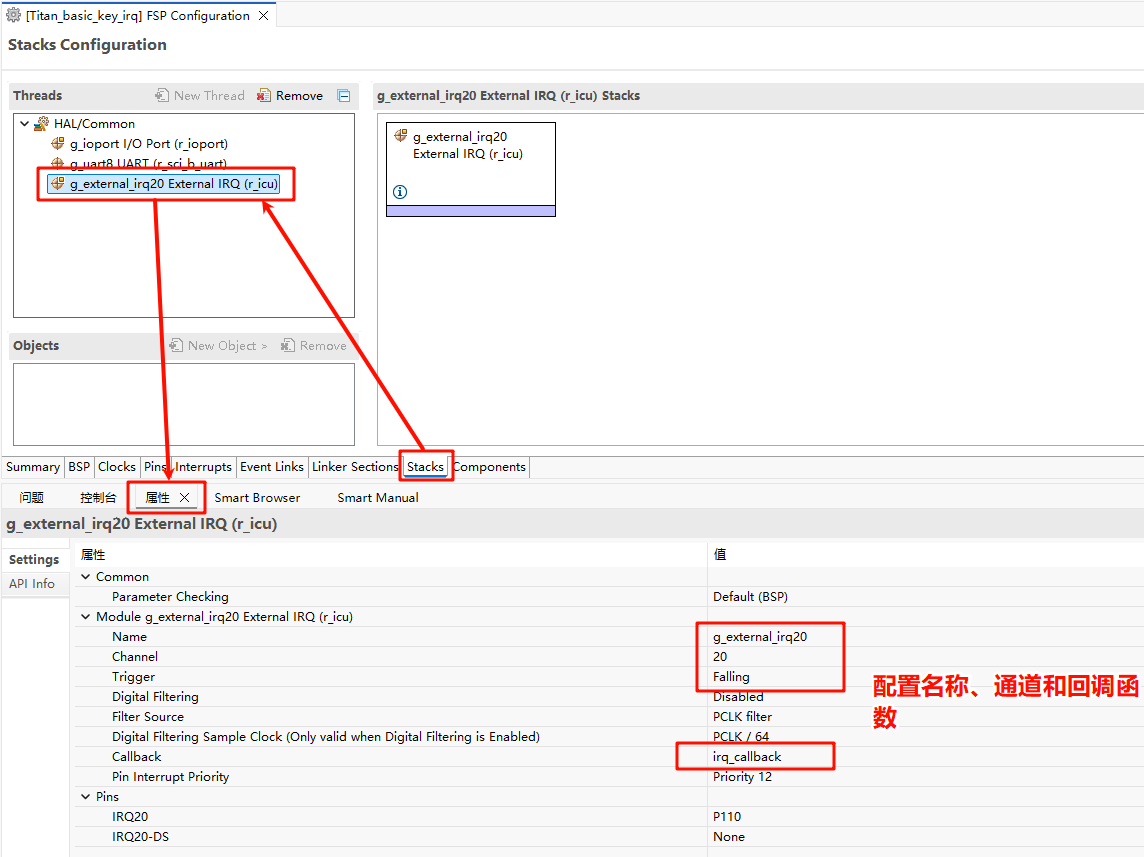 [Titan_basic_key_irq] FSP Configuration
Stacks Configuration
Threads
New Thread
Remove
HAL/Common
g_ioport I/O Port (r_ioport)
g_uart8 UART (r_sci_b_uart)
g_external_irq20 External IRQ (r_icu)
g_external_irq20 External IRQ (r_icu) Stacks
g_external_irq20
External IRQ (r_icu)
Objects
New Object >
Remove
Summary BSP Clocks Pins Interrupts Event Links Linker Sections Stacks Components
问题 控制台 属性 Smart Browser Smart Manual
g_external_irq20 External IRQ (r_icu)
Settings
API Info
属性 值
Common
Parameter Checking Default (BSP)
Module g_external_irq20 External IRQ (r_icu)
Name g_external_irq20
Channel 20
Trigger Falling
Digital Filtering Disabled
Filter Source PCLK filter
Digital Filtering Sample Clock (Only valid when Digital Filtering is Enabled) PCLK / 64
Callback irq_callback
Pin Interrupt Priority Priority 12
Pins
IRQ20 P110
IRQ20-DS None
配置名称、通道和回调函
数